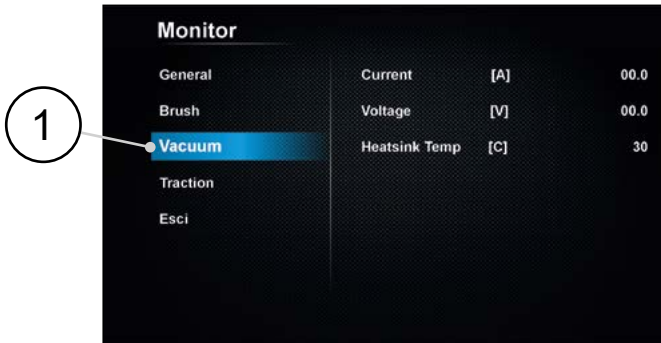 Monitor
General Current [A] 00.0
Brush Voltage [V] 00.0
1
Vacuum Heatsink Temp [C] 30
Traction
Esci